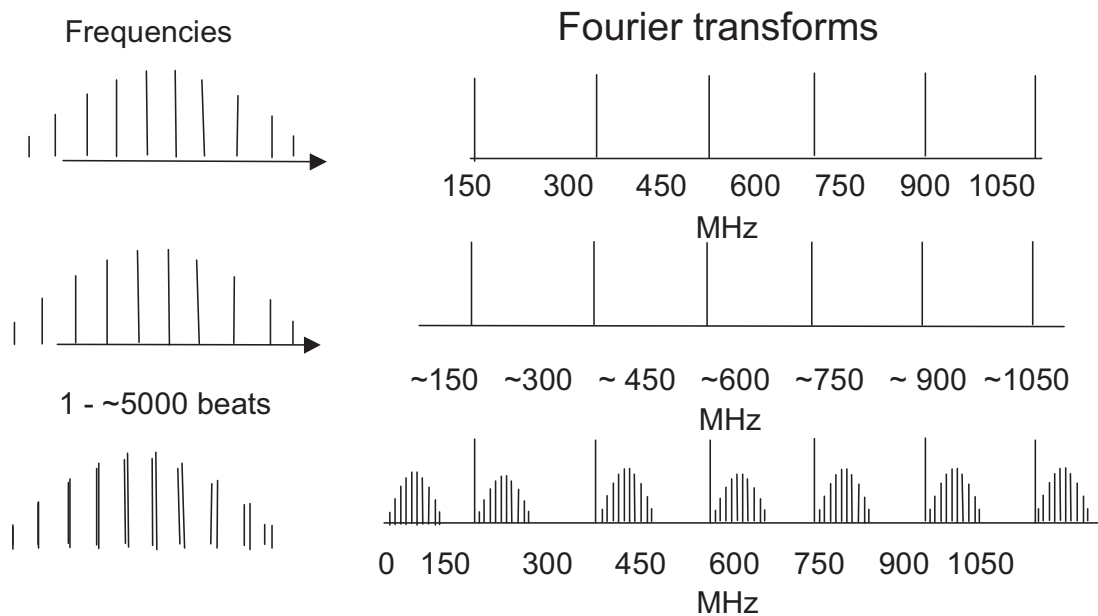 Frequencies
Fourier transforms
150 300 450 600 750 900 1050
MHz
~150 ~300 ~ 450 ~600 ~750 ~ 900 ~1050
1 - ~5000 beats
MHz
0 150 300 450 600 750 900 1050
MHz